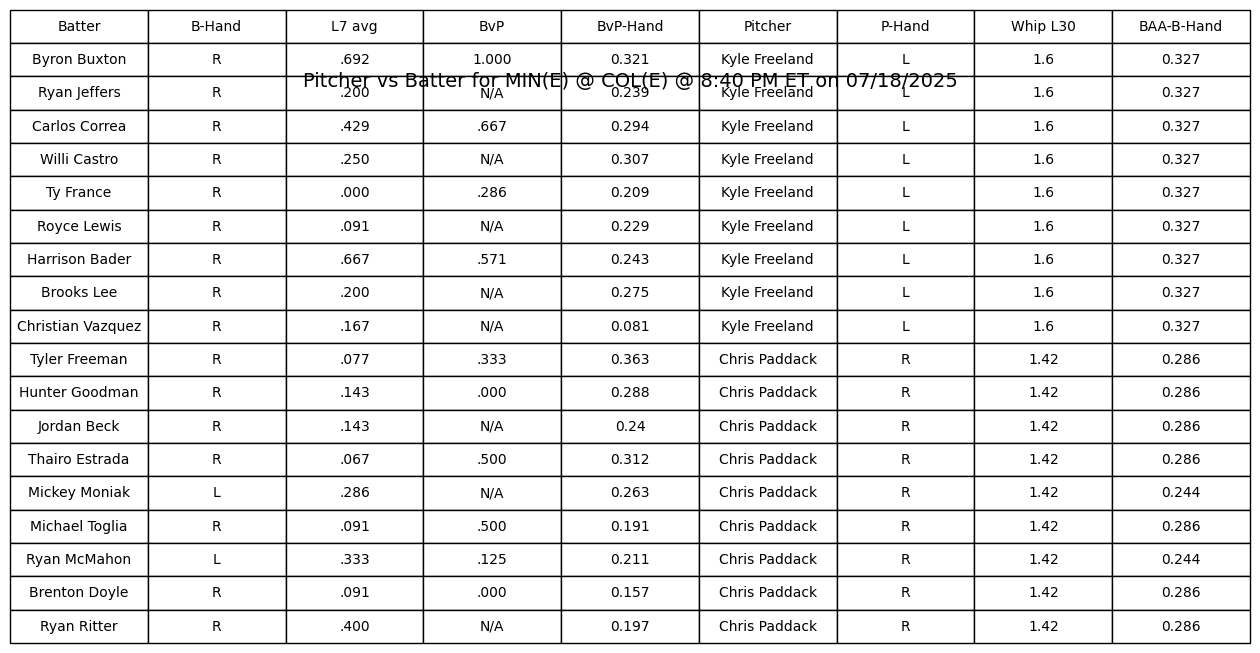 Batter B-Hand L7 avg BvP BvP-Hand Pitcher P-Hand Whip L30 BAA-B-Hand
Byron Buxton R .692 1.000 0.321 Kyle Freeland L 1.6 0.327
Pitcher vs Batter for MIN(E) @ COL(E) @ 8:40 PM ET on 07/18/2025
Ryan Jeffers R .200 N/A 0.239 Kyle Freeland L 1.6 0.327
Carlos Correa R .429 .667 0.294 Kyle Freeland L 1.6 0.327
Willi Castro R .250 N/A 0.307 Kyle Freeland L 1.6 0.327
Ty France R .000 .286 0.209 Kyle Freeland L 1.6 0.327
Royce Lewis R .091 N/A 0.229 Kyle Freeland L 1.6 0.327
Harrison Bader R .667 .571 0.243 Kyle Freeland L 1.6 0.327
Brooks Lee R .200 N/A 0.275 Kyle Freeland L 1.6 0.327
Christian Vazquez R .167 N/A 0.081 Kyle Freeland L 1.6 0.327
Tyler Freeman R .077 .333 0.363 Chris Paddack R 1.42 0.286
Hunter Goodman R .143 .000 0.288 Chris Paddack R 1.42 0.286
Jordan Beck R .143 N/A 0.24 Chris Paddack R 1.42 0.286
Thairo Estrada R .067 .500 0.312 Chris Paddack R 1.42 0.286
Mickey Moniak L .286 N/A 0.263 Chris Paddack R 1.42 0.244
Michael Toglia R .091 .500 0.191 Chris Paddack R 1.42 0.286
Ryan McMahon L .333 .125 0.211 Chris Paddack R 1.42 0.244
Brenton Doyle R .091 .000 0.157 Chris Paddack R 1.42 0.286
Ryan Ritter R .400 N/A 0.197 Chris Paddack R 1.42 0.286